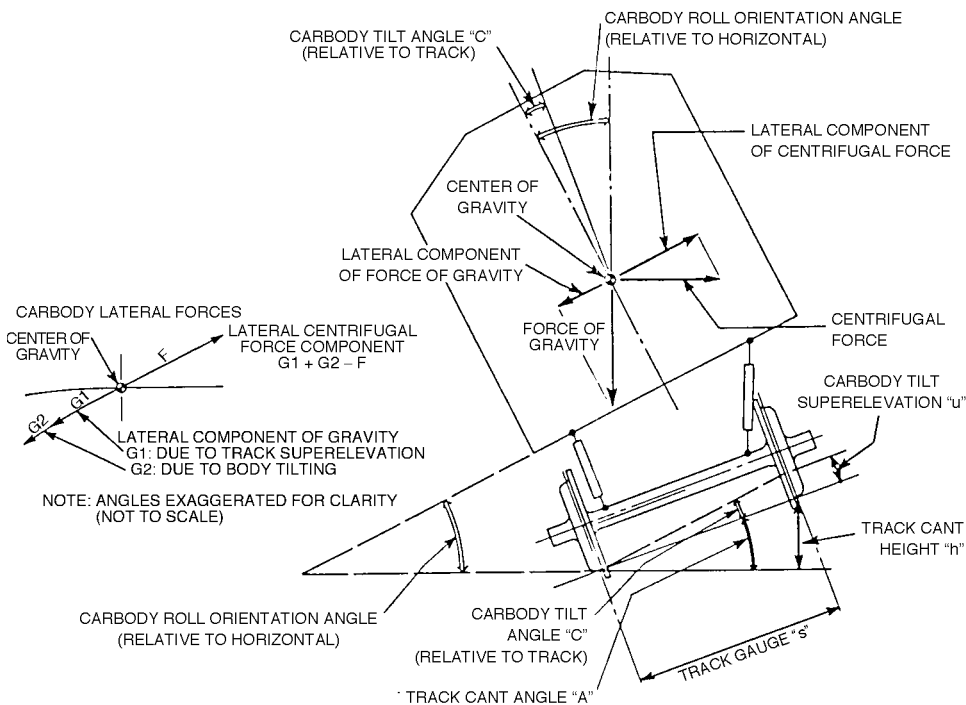 CARBODY TILT ANGLE “C”
(RELATIVE TO TRACK)
CARBODY ROLL ORIENTATION ANGLE
(RELATIVE TO HORIZONTAL)
LATERAL COMPONENT
OF CENTRIFUGAL FORCE
CENTER OF
GRAVITY
LATERAL COMPONENT
OF FORCE OF GRAVITY
FORCE OF
GRAVITY
CENTRIFUGAL
FORCE
CARBODY TILT
SUPERELEVATION “u”
CARBODY LATERAL FORCES
CENTER OF
GRAVITY
F
LATERAL CENTRIFUGAL
FORCE COMPONENT
G1 + G2 – F
G1
G2
LATERAL COMPONENT OF GRAVITY
G1: DUE TO TRACK SUPERELEVATION
G2: DUE TO BODY TILTING
NOTE: ANGLES EXAGGERATED FOR CLARITY
(NOT TO SCALE)
TRACK CANT
HEIGHT “h”
CARBODY ROLL ORIENTATION ANGLE
(RELATIVE TO HORIZONTAL)
CARBODY TILT
ANGLE “C”
(RELATIVE TO TRACK)
TRACK GAUGE “s”
TRACK CANT ANGLE “A”